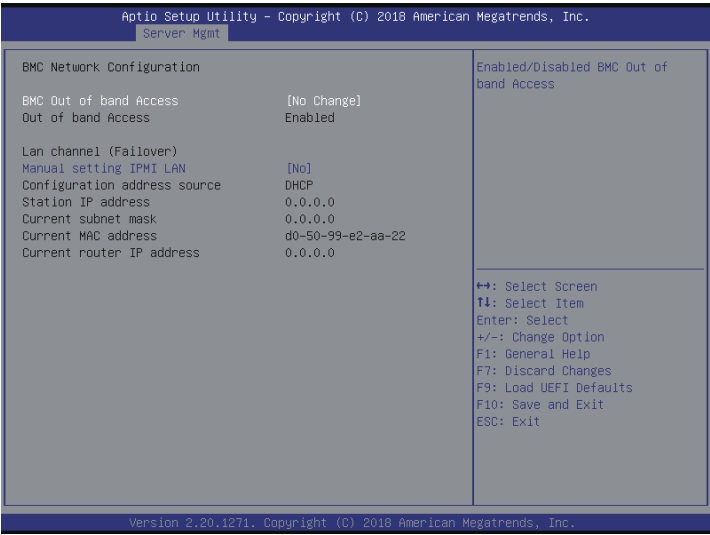 Aptio Setup Utility – Copyright (C) 2018 American Megatrends, Inc.
Server Mgmt
BMC Network Configuration
BMC Out of band Access [No Change]
Out of band Access Enabled
Lan channel (Failover)
Manual setting IPMI LAN [No]
Configuration address source DHCP
Station IP address 0.0.0.0
Current subnet mask 0.0.0.0
Current MAC address d0-50-99-e2-aa-22
Current router IP address 0.0.0.0
Enabled/Disabled BMC Out of
band Access
↔: Select Screen
↑↓: Select Item
Enter: Select
+/-: Change Option
F1: General Help
F7: Discard Changes
F9: Load UEFI Defaults
F10: Save and Exit
ESC: Exit
Version 2.20.1271. Copyright (C) 2018 American Megatrends, Inc.